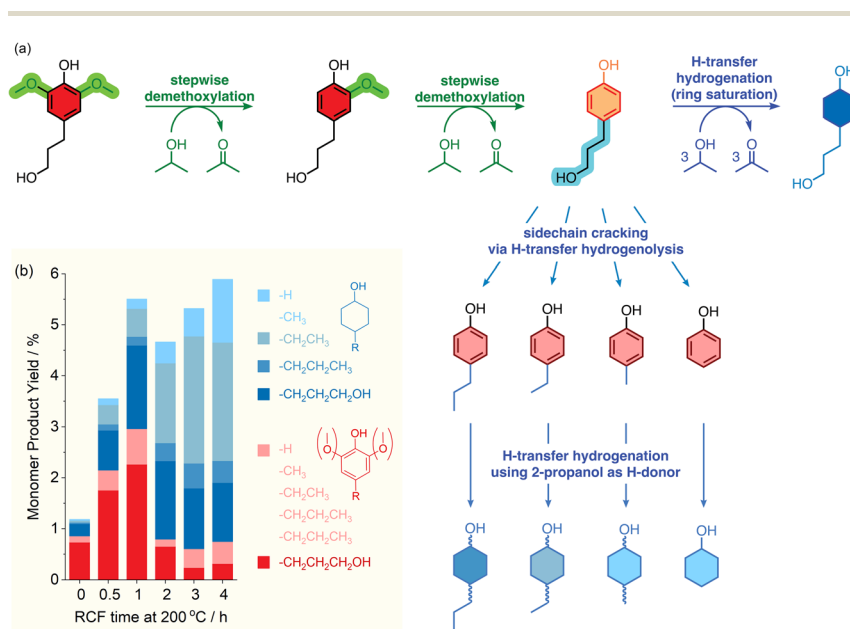 (a)
OH
O
O
HO
stepwise
demethoxylation
OH
O
OH
O
HO
stepwise
demethoxylation
OH
O
OH
HO
H-transfer
hydrogenation
(ring saturation)
3
OH
3
O
OH
HO
sidechain cracking
via H-transfer hydrogenolysis
OH
OH
OH
OH
H-transfer hydrogenation
using 2-propanol as H-donor
OH
OH
OH
OH
(b)
Monomer Product Yield / %
6
5
4
3
2
1
0
0
0.5
1
2
3
4
RCF time at 200 °C / h
-H
-CH₃
-CH₂CH₃
-CH₂CH₂CH₃
-CH₂CH₂CH₂OH
OH
R
-H
-CH₃
-CH₂CH₃
-CH₂CH₂CH₃
-CH₂CH₂CH₃
-CH₂CH₂CH₂OH
OH
(O)
(O)
R